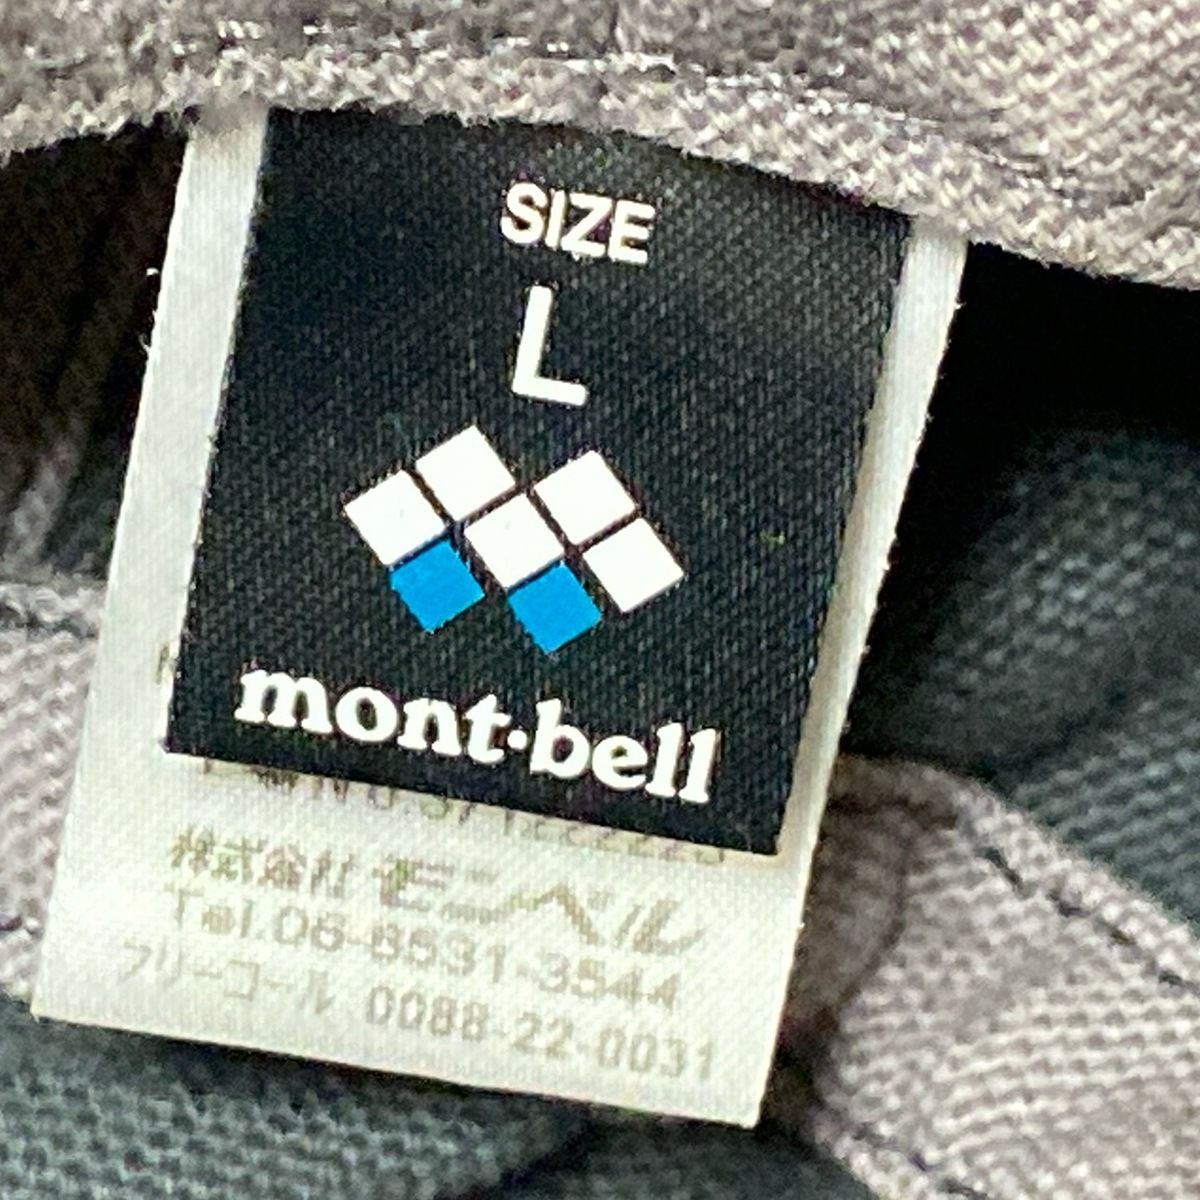 SIZE
L
mont·bell
株式会社 モンベル
Tel.06-6531-3544
フリーコール 0088-22-0031